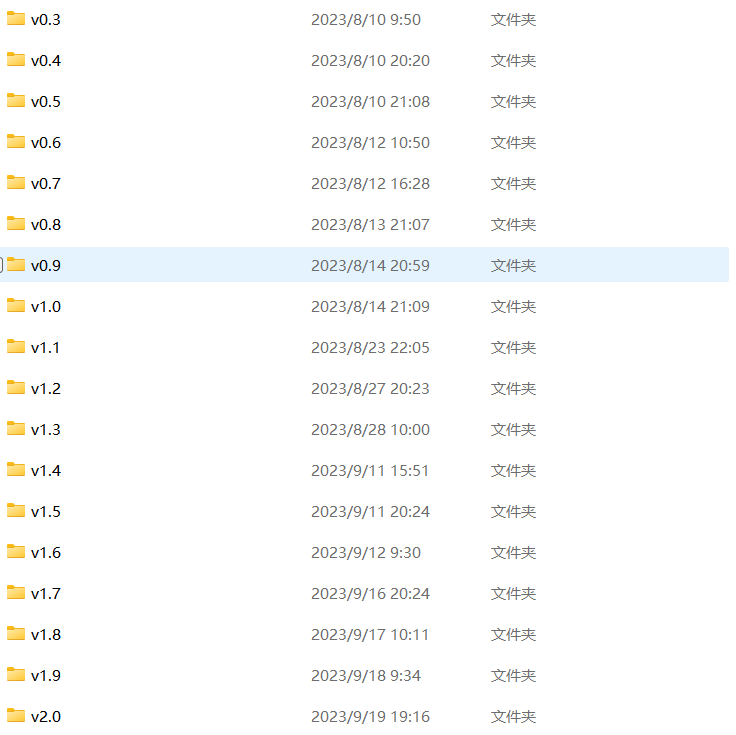 v0.3 2023/8/10 9:50 文件夹
v0.4 2023/8/10 20:20 文件夹
v0.5 2023/8/10 21:08 文件夹
v0.6 2023/8/12 10:50 文件夹
v0.7 2023/8/12 16:28 文件夹
v0.8 2023/8/13 21:07 文件夹
v0.9 2023/8/14 20:59 文件夹
v1.0 2023/8/14 21:09 文件夹
v1.1 2023/8/23 22:05 文件夹
v1.2 2023/8/27 20:23 文件夹
v1.3 2023/8/28 10:00 文件夹
v1.4 2023/9/11 15:51 文件夹
v1.5 2023/9/11 20:24 文件夹
v1.6 2023/9/12 9:30 文件夹
v1.7 2023/9/16 20:24 文件夹
v1.8 2023/9/17 10:11 文件夹
v1.9 2023/9/18 9:34 文件夹
v2.0 2023/9/19 19:16 文件夹